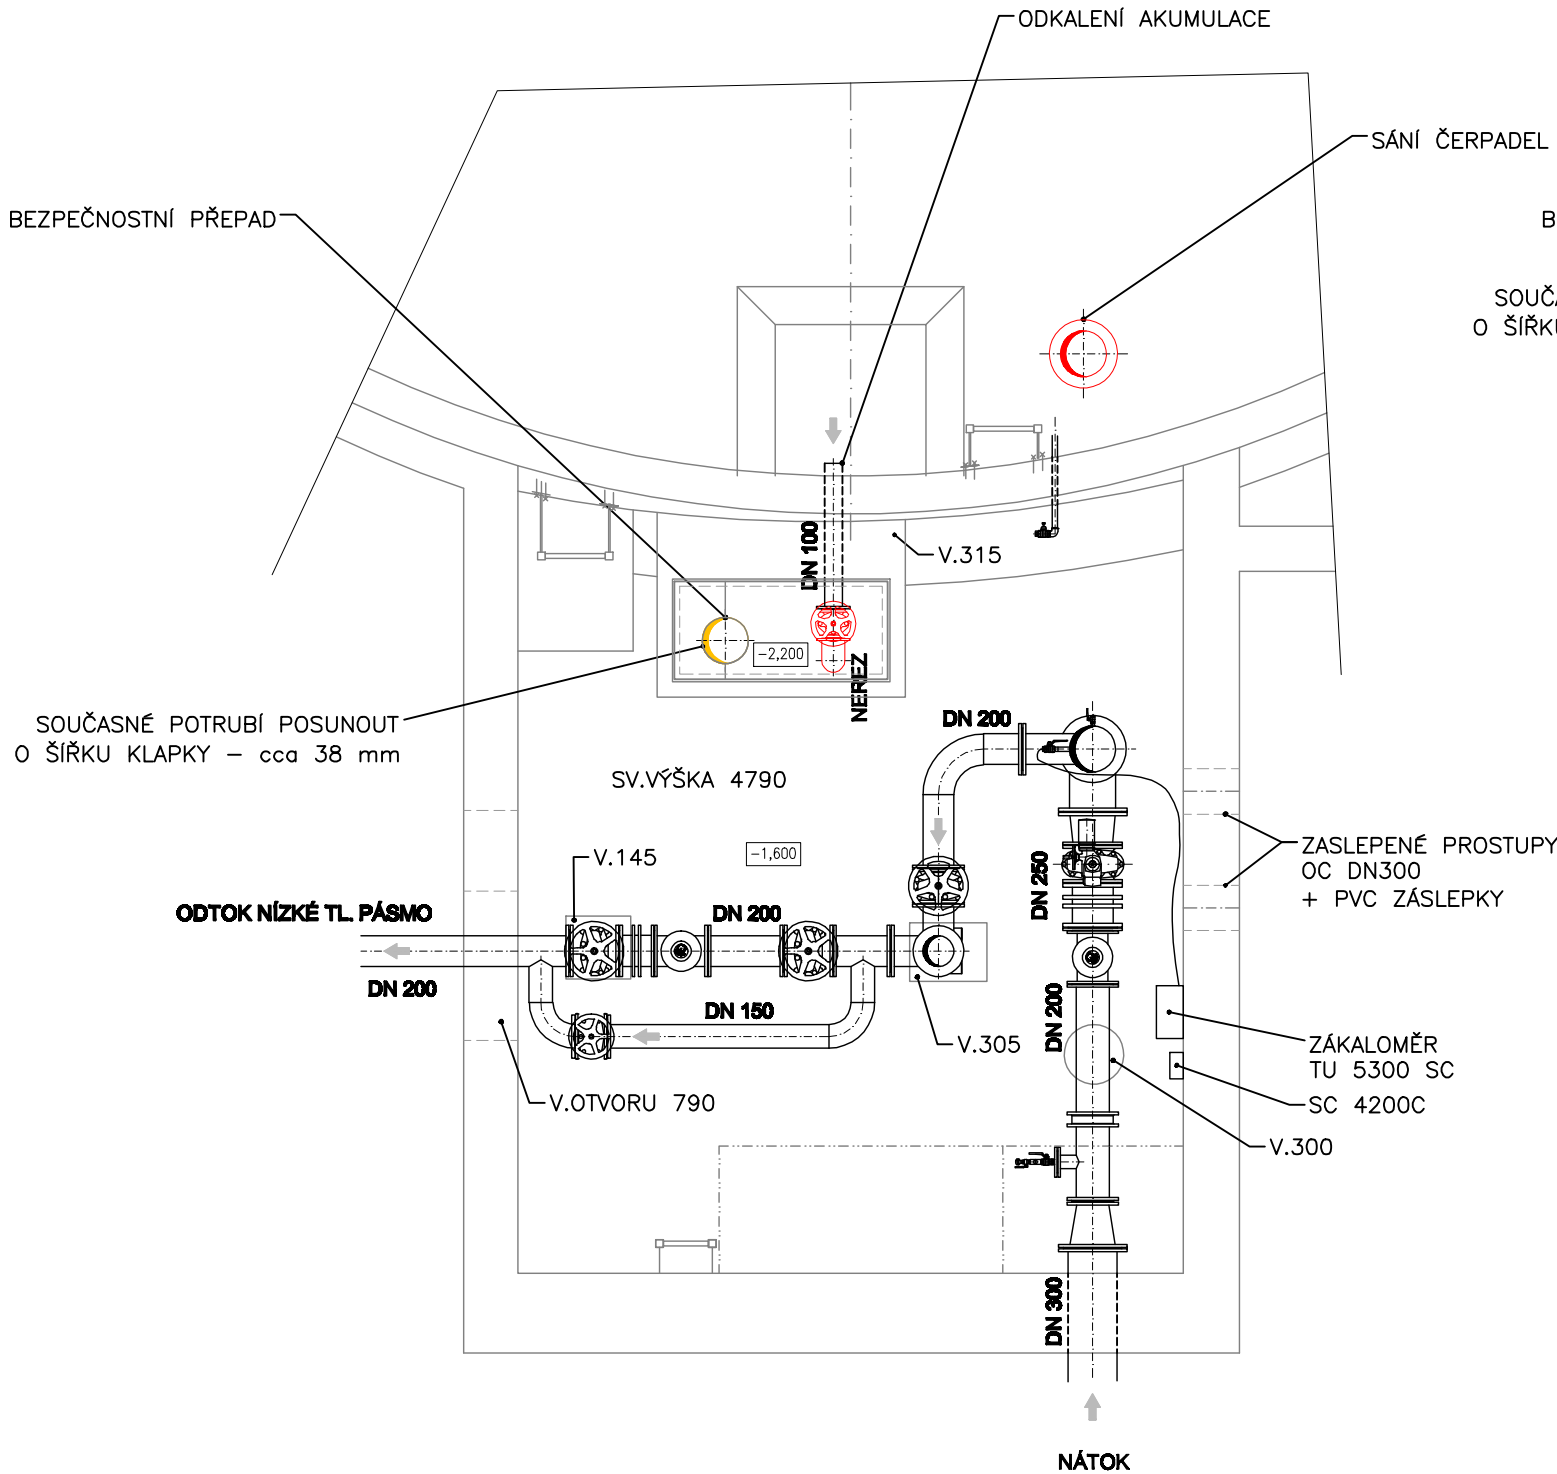 ODKALENÍ AKUMULACE
SÁNÍ ČERPADEL
BEZPEČNOSTNÍ PŘEPAD
B
SOUČA
O ŠÍŘKU
DN 100
V.315
-2,200
NEREZ
SOUČASNÉ POTRUBÍ POSUNOUT
O ŠÍŘKU KLAPKY – cca 38 mm
DN 200
SV.VÝŠKA 4790
-1,600
V.145
ZASLEPENÉ PROSTUPY
OC DN300
+ PVC ZÁSLEPKY
DN 250
ODTOK NÍZKÉ TL. PÁSMO
DN 200
DN 200
DN 150
DN 200
V.305
ZÁKALOMĚR
TU 5300 SC
SC 4200C
V.OTVORU 790
V.300
DN 300
NÁTOK